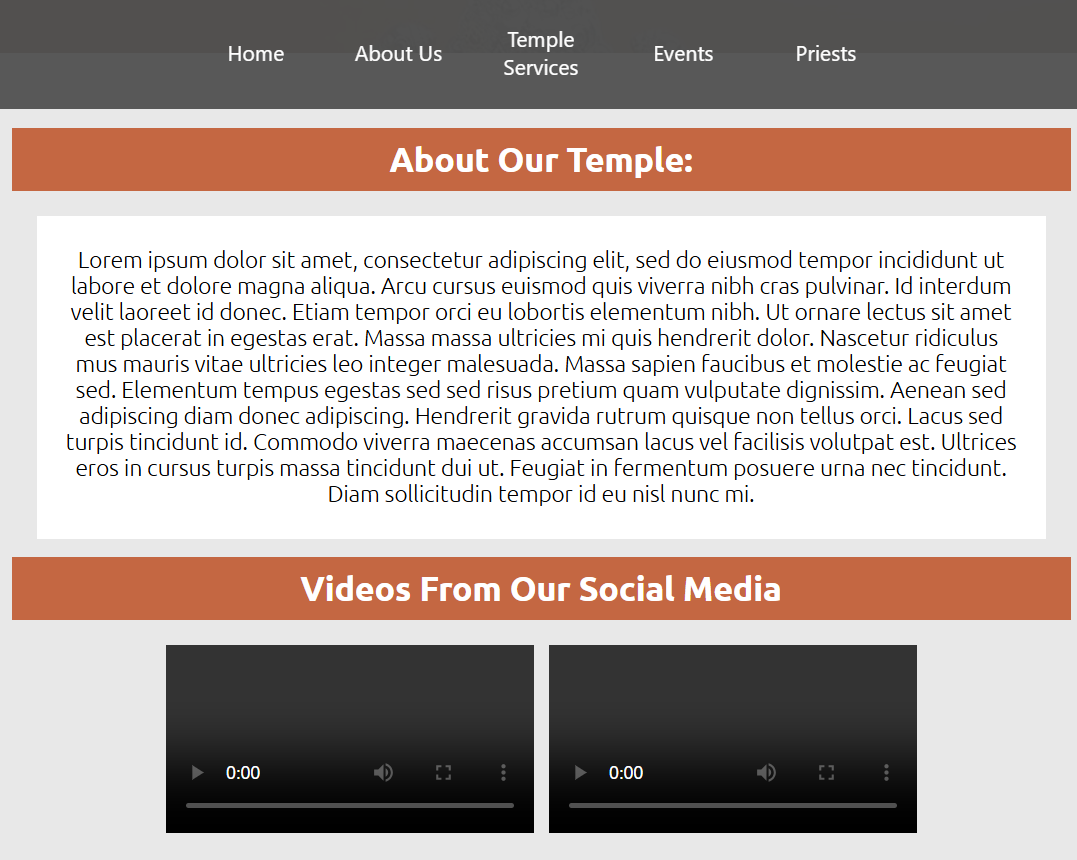 Home
About Us
Temple
Services
Events
Priests
About Our Temple:
Lorem ipsum dolor sit amet, consectetur adipiscing elit, sed do eiusmod tempor incididunt ut
labore et dolore magna aliqua. Arcu cursus euismod quis viverra nibh cras pulvinar. Id interdum
velit laoreet id donec. Etiam tempor orci eu lobortis elementum nibh. Ut ornare lectus sit amet
est placerat in egestas erat. Massa massa ultricies mi quis hendrerit dolor. Nascetur ridiculus
mus mauris vitae ultricies leo integer malesuada. Massa sapien faucibus et molestie ac feugiat
sed. Elementum tempus egestas sed sed risus pretium quam vulputate dignissim. Aenean sed
adipiscing diam donec adipiscing. Hendrerit gravida rutrum quisque non tellus orci. Lacus sed
turpis tincidunt id. Commodo viverra maecenas accumsan lacus vel facilisis volutpat est. Ultrices
eros in cursus turpis massa tincidunt dui ut. Feugiat in fermentum posuere urna nec tincidunt.
Diam sollicitudin tempor id eu nisl nunc mi.
Videos From Our Social Media
0:00
0:00